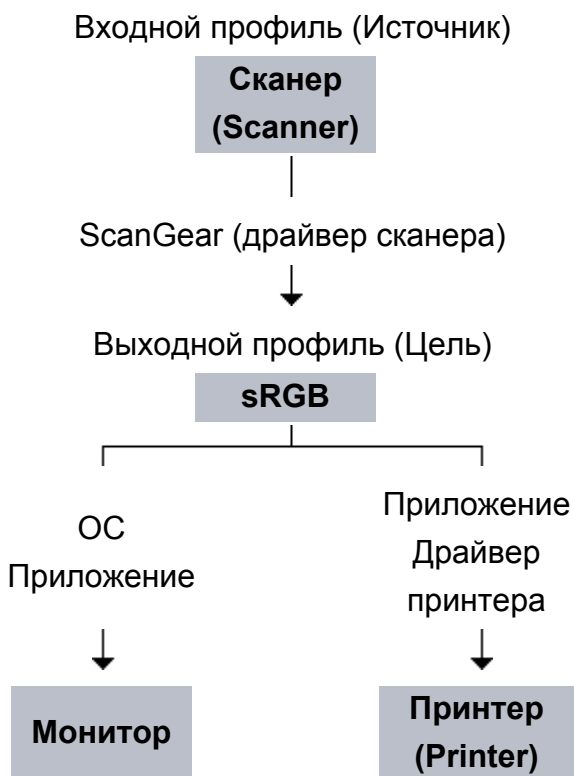 Входной профиль (Источник)
Сканер
(Scanner)
ScanGear (драйвер сканера)
Выходной профиль (Цель)
sRGB
ОС
Приложение
Приложение
Драйвер
принтера
Монитор
Принтер
(Printer)